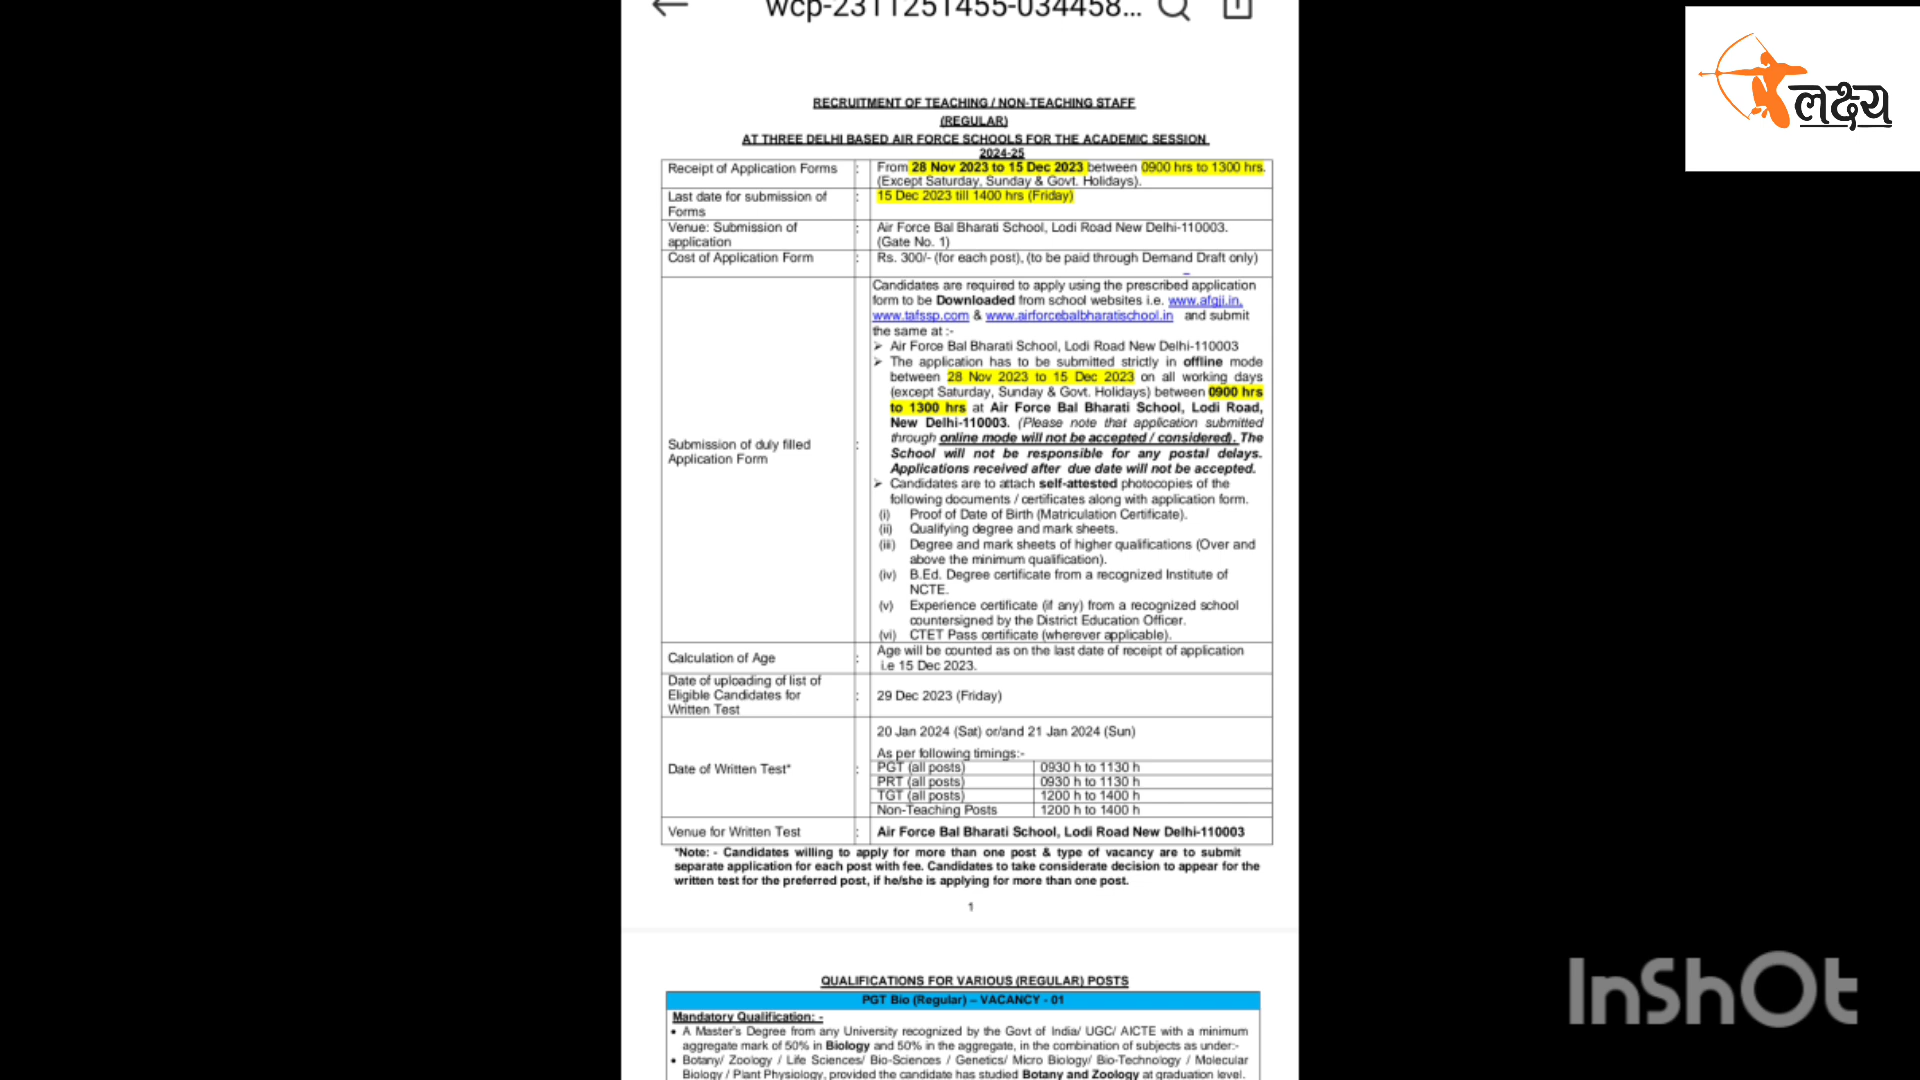 wcp-2311251455-034458...
लक्ष्य
RECRUITMENT OF TEACHING / NON-TEACHING STAFF
(REGULAR)
AT THREE DELHI BASED AIR FORCE SCHOOLS FOR THE ACADEMIC SESSION
2024-25
Receipt of Application Forms : From 28 Nov 2023 to 15 Dec 2023 between 0900 hrs to 1300 hrs.
(Except Saturday, Sunday & Govt. Holidays).
Last date for submission of : 15 Dec 2023 till 1400 hrs (Friday)
Forms
Venue: Submission of : Air Force Bal Bharati School, Lodi Road New Delhi-110003.
application (Gate No. 1)
Cost of Application Form : Rs. 300/- (for each post), (to be paid through Demand Draft only)
Candidates are required to apply using the prescribed application
form to be Downloaded from school websites i.e. www.afgji.in,
www.tafssp.com & www.airforcebalbharatischool.in and submit
the same at :-
➢ Air Force Bal Bharati School, Lodi Road New Delhi-110003
➢ The application has to be submitted strictly in offline mode
between 28 Nov 2023 to 15 Dec 2023 on all working days
(except Saturday, Sunday & Govt. Holidays) between 0900 hrs
to 1300 hrs at Air Force Bal Bharati School, Lodi Road,
New Delhi-110003. (Please note that application submitted
through online mode will not be accepted / considered). The
School will not be responsible for any postal delays.
Applications received after due date will not be accepted.
Submission of duly filled :
Application Form
➢ Candidates are to attach self-attested photocopies of the
following documents / certificates along with application form.
(i) Proof of Date of Birth (Matriculation Certificate).
(ii) Qualifying degree and mark sheets.
(iii) Degree and mark sheets of higher qualifications (Over and
above the minimum qualification).
(iv) B.Ed. Degree certificate from a recognized Institute of
NCTE.
(v) Experience certificate (if any) from a recognized school
countersigned by the District Education Officer.
(vi) CTET Pass certificate (wherever applicable).
Calculation of Age : Age will be counted as on the last date of receipt of application
i.e 15 Dec 2023.
Date of uploading of list of
Eligible Candidates for : 29 Dec 2023 (Friday)
Written Test
20 Jan 2024 (Sat) or/and 21 Jan 2024 (Sun)
As per following timings:-
Date of Written Test* :
PGT (all posts) 0930 h to 1130 h
PRT (all posts) 0930 h to 1130 h
TGT (all posts) 1200 h to 1400 h
Non-Teaching Posts 1200 h to 1400 h
Venue for Written Test : Air Force Bal Bharati School, Lodi Road New Delhi-110003
*Note: - Candidates willing to apply for more than one post & type of vacancy are to submit
separate application for each post with fee. Candidates to take considerate decision to appear for the
written test for the preferred post, if he/she is applying for more than one post.
1
QUALIFICATIONS FOR VARIOUS (REGULAR) POSTS
PGT Bio (Regular) – VACANCY - 01
Mandatory Qualification: -
• A Master's Degree from any University recognized by the Govt of India/ UGC/ AICTE with a minimum
aggregate mark of 50% in Biology and 50% in the aggregate, in the combination of subjects as under:-
• Botany/ Zoology / Life Sciences/ Bio-Sciences / Genetics/ Micro Biology/ Bio-Technology / Molecular
Biology / Plant Physiology, provided the candidate has studied Botany and Zoology at graduation level.
InShOt